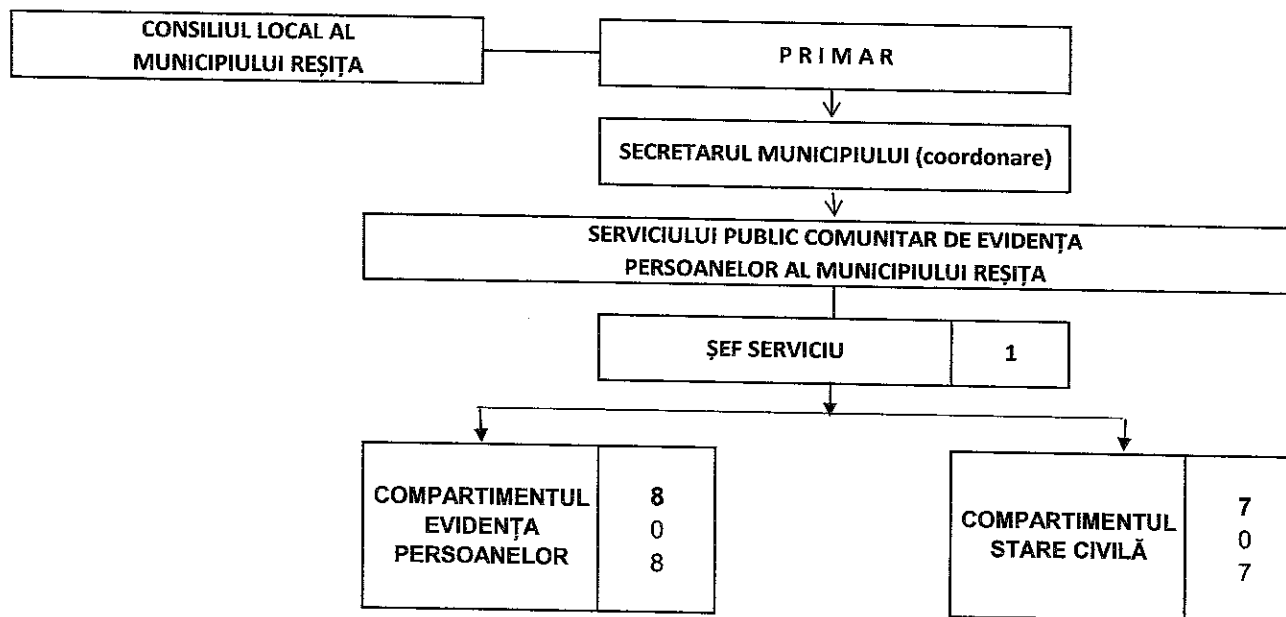 CONSILIUL LOCAL AL
MUNICIPIULUI REȘIȚA
P R I M A R
SECRETARUL MUNICIPIULUI (coordonare)
SERVICIULUI PUBLIC COMUNITAR DE EVIDENȚA
PERSOANELOR AL MUNICIPIULUI REȘIȚA
ȘEF SERVICIU
1
COMPARTIMENTUL
EVIDENȚA
PERSOANELOR
8
0
8
COMPARTIMENTUL
STARE CIVILĂ
7
0
7